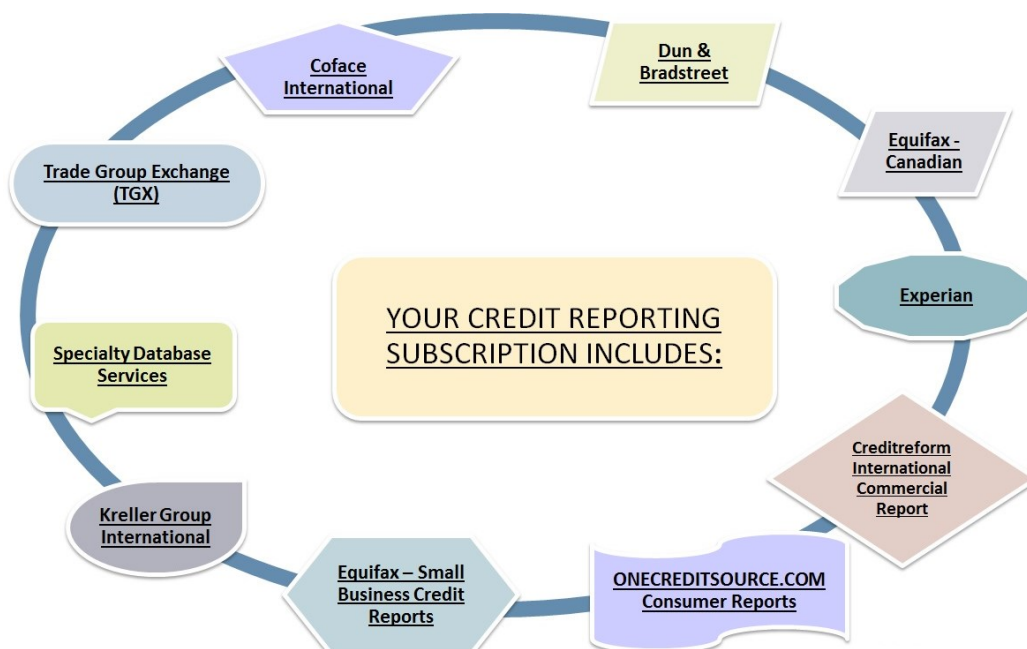 Coface
International
Dun &
Bradstreet
Equifax -
Canadian
Trade Group Exchange
(TGX)
Experian
YOUR CREDIT REPORTING
SUBSCRIPTION INCLUDES:
Specialty Database
Services
Creditreform
International
Commercial
Report
Kreller Group
International
Equifax – Small
Business Credit
Reports
ONECREDITSOURCE.COM
Consumer Reports